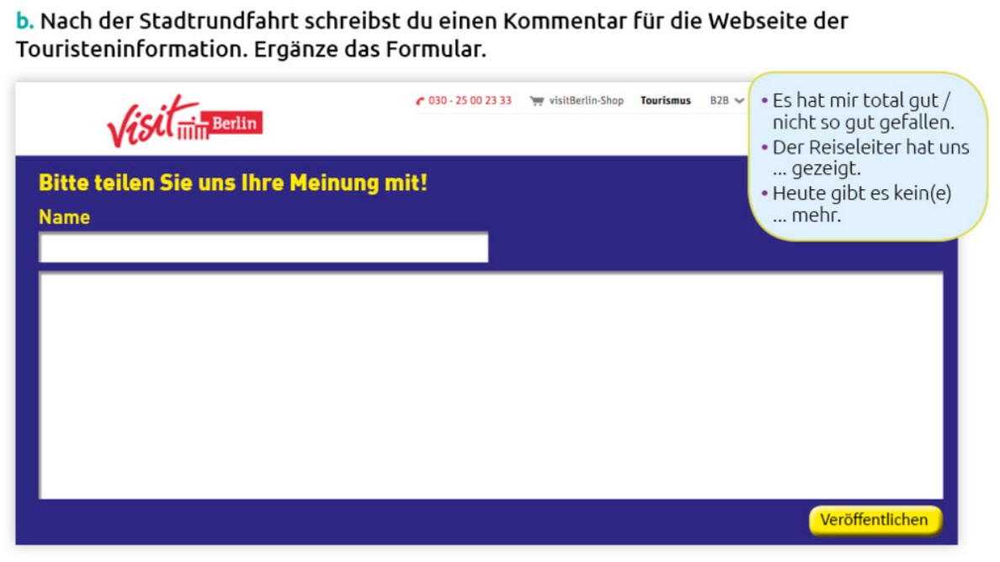 b. Nach der Stadtrundfahrt schreibst du einen Kommentar für die Webseite der
Touristeninformation. Ergänze das Formular.
visit Berlin
030 - 25 00 23 33 visitBerlin-Shop Tourismus B2B
• Es hat mir total gut /
nicht so gut gefallen.
• Der Reiseleiter hat uns
... gezeigt.
• Heute gibt es kein(e)
... mehr.
Bitte teilen Sie uns Ihre Meinung mit!
Name
Veröffentlichen